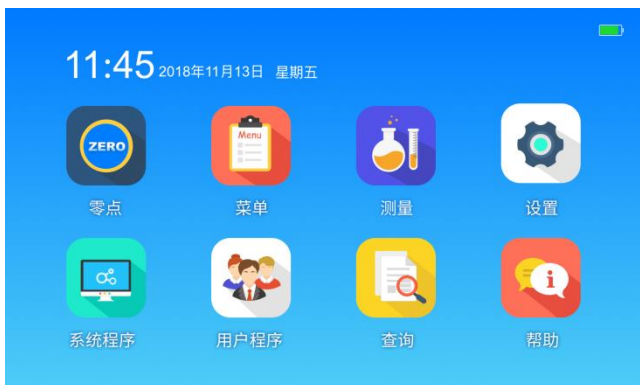 11:45 2018年11月13日 星期五
ZERO
Menu
零点 菜单 测量 设置
i
系统程序 用户程序 查询 帮助